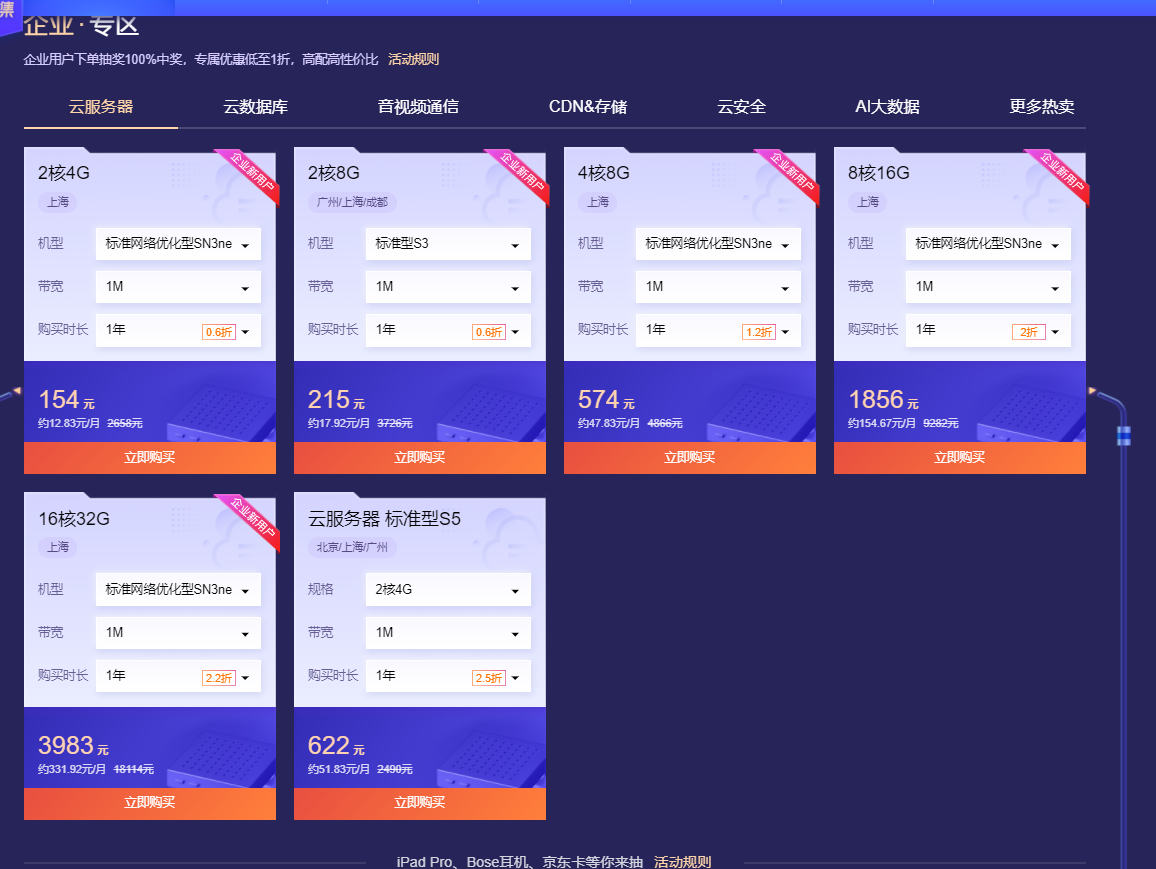 集
企业·专区
企业用户下单抽奖100%中奖，专属优惠低至1折，高配高性价比 活动规则
云服务器 云数据库 音视频通信 CDN&存储 云安全 AI大数据 更多热卖
2核4G
企业新用户
上海
机型 标准网络优化型SN3ne
带宽 1M
购买时长 1年 0.6折
154元
约12.83元/月 2658元
立即购买
2核8G
企业新用户
广州/上海/成都
机型 标准型S3
带宽 1M
购买时长 1年 0.6折
215元
约17.92元/月 3726元
立即购买
4核8G
企业新用户
上海
机型 标准网络优化型SN3ne
带宽 1M
购买时长 1年 1.2折
574元
约47.83元/月 4866元
立即购买
8核16G
企业新用户
上海
机型 标准网络优化型SN3ne
带宽 1M
购买时长 1年 2折
1856元
约154.67元/月 9282元
立即购买
16核32G
企业新用户
上海
机型 标准网络优化型SN3ne
带宽 1M
购买时长 1年 2.2折
3983元
约331.92元/月 18114元
立即购买
云服务器 标准型S5
北京/上海/广州
规格 2核4G
带宽 1M
购买时长 1年 2.5折
622元
约51.83元/月 2490元
立即购买
iPad Pro、Bose耳机、京东卡等你来抽 活动规则